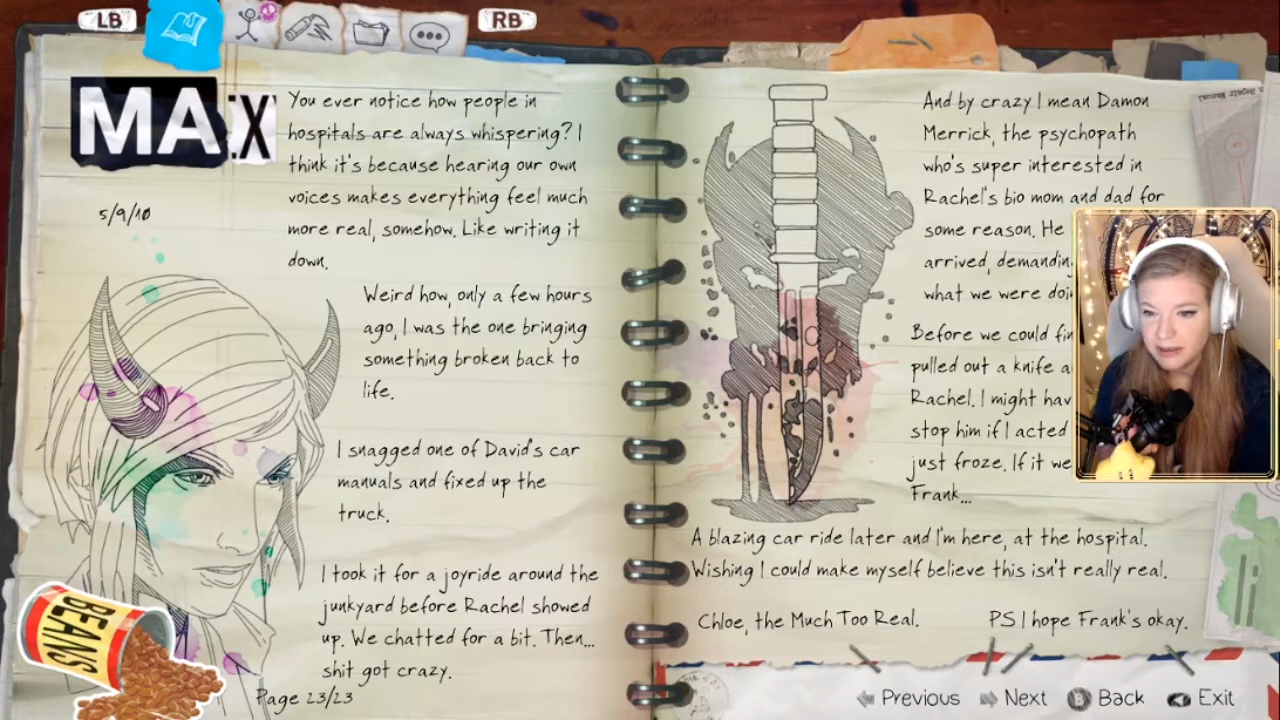 LB
RB
MAX
5/9/10
You ever notice how people in
hospitals are always whispering? I
think it's because hearing our own
voices makes everything feel much
more real, somehow. Like writing it
down.
Weird how, only a few hours
ago, I was the one bringing
something broken back to
life.
I snagged one of David's car
manuals and fixed up the
truck.
I took it for a joyride around the
junkyard before Rachel showed
up. We chatted for a bit. Then...
shit got crazy.
BEANS
Page 23/23
And by crazy I mean Damon
Merrick, the psychopath
who's super interested in
Rachel's bio mom and dad for
some reason. He
arrived, demanding
what we were
Before we could
pulled out a knife
Rachel. I might
stop him if I acted
just froze. If it
Frank...
A blazing car ride later and I'm here, at the hospital.
Wishing I could make myself believe this isn't really real.
Chloe, the Much Too Real.
PS I hope Frank's okay.
Previous
Next
B Back
Exit